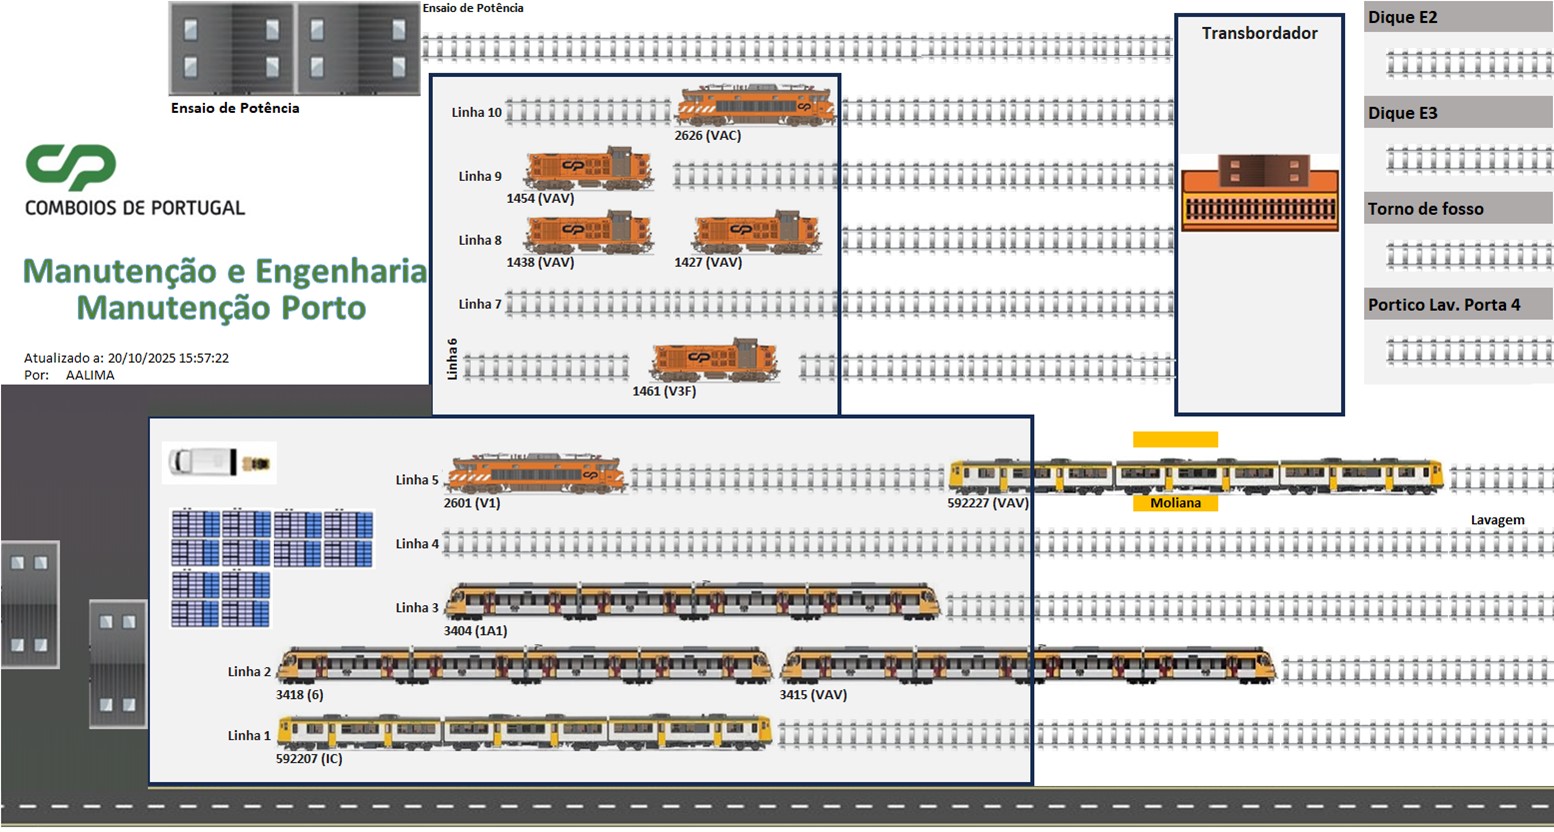 Ensaio de Potência
Ensaio de Potência
CP
COMBOIOS DE PORTUGAL
Manutenção e Engenharia
Manutenção Porto
Atualizado a: 20/10/2025 15:57:22
Por: AALIMA
Linha 10
2626 (VAC)
Linha 9
1454 (VAV)
Linha 8
1438 (VAV)
1427 (VAV)
Linha 7
Linha 6
1461 (V3F)
Transbordador
Dique E2
Dique E3
Torno de fosso
Portico Lav. Porta 4
Linha 5
2601 (V1)
592227 (VAV)
Moliana
Lavagem
Linha 4
Linha 3
3404 (1A1)
Linha 2
3418 (6)
3415 (VAV)
Linha 1
592207 (IC)